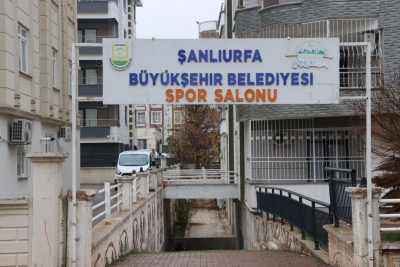 ŞANLIURFA
BÜYÜKŞEHİR BELEDİYESİ
SPOR SALONU